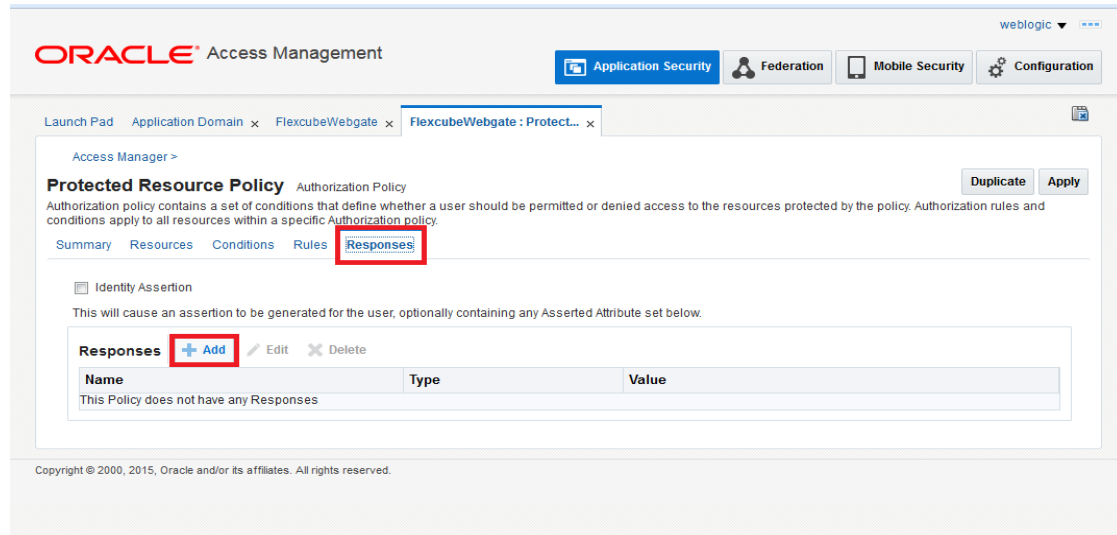 weblogic
ORACLE Access Management
Application Security Federation Mobile Security Configuration
Launch Pad Application Domain x FlexcubeWebgate x FlexcubeWebgate : Protect... x
Access Manager >
Protected Resource Policy Authorization Policy
Duplicate Apply
Authorization policy contains a set of conditions that define whether a user should be permitted or denied access to the resources protected by the policy. Authorization rules and
conditions apply to all resources within a specific Authorization policy.
Summary Resources Conditions Rules Responses
Identity Assertion
This will cause an assertion to be generated for the user, optionally containing any Asserted Attribute set below.
Responses Add Edit Delete
Name Type Value
This Policy does not have any Responses
Copyright © 2000, 2015, Oracle and/or its affiliates. All rights reserved.